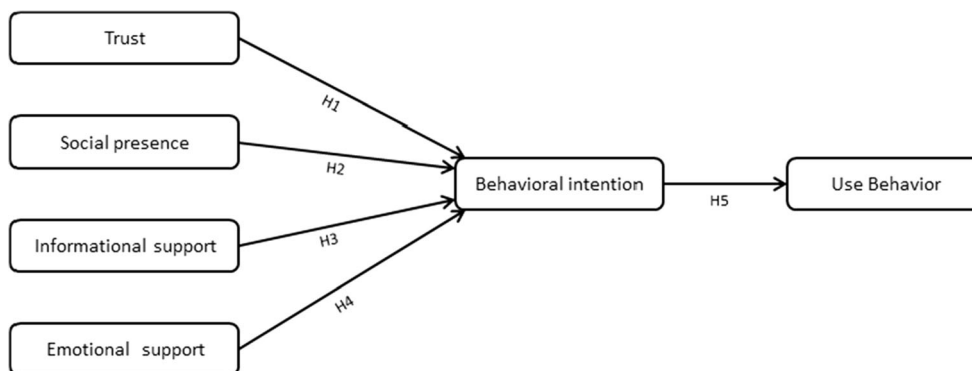 Trust
H1
Social presence
H2
Behavioral intention
H5
Use Behavior
Informational support
H3
H4
Emotional support